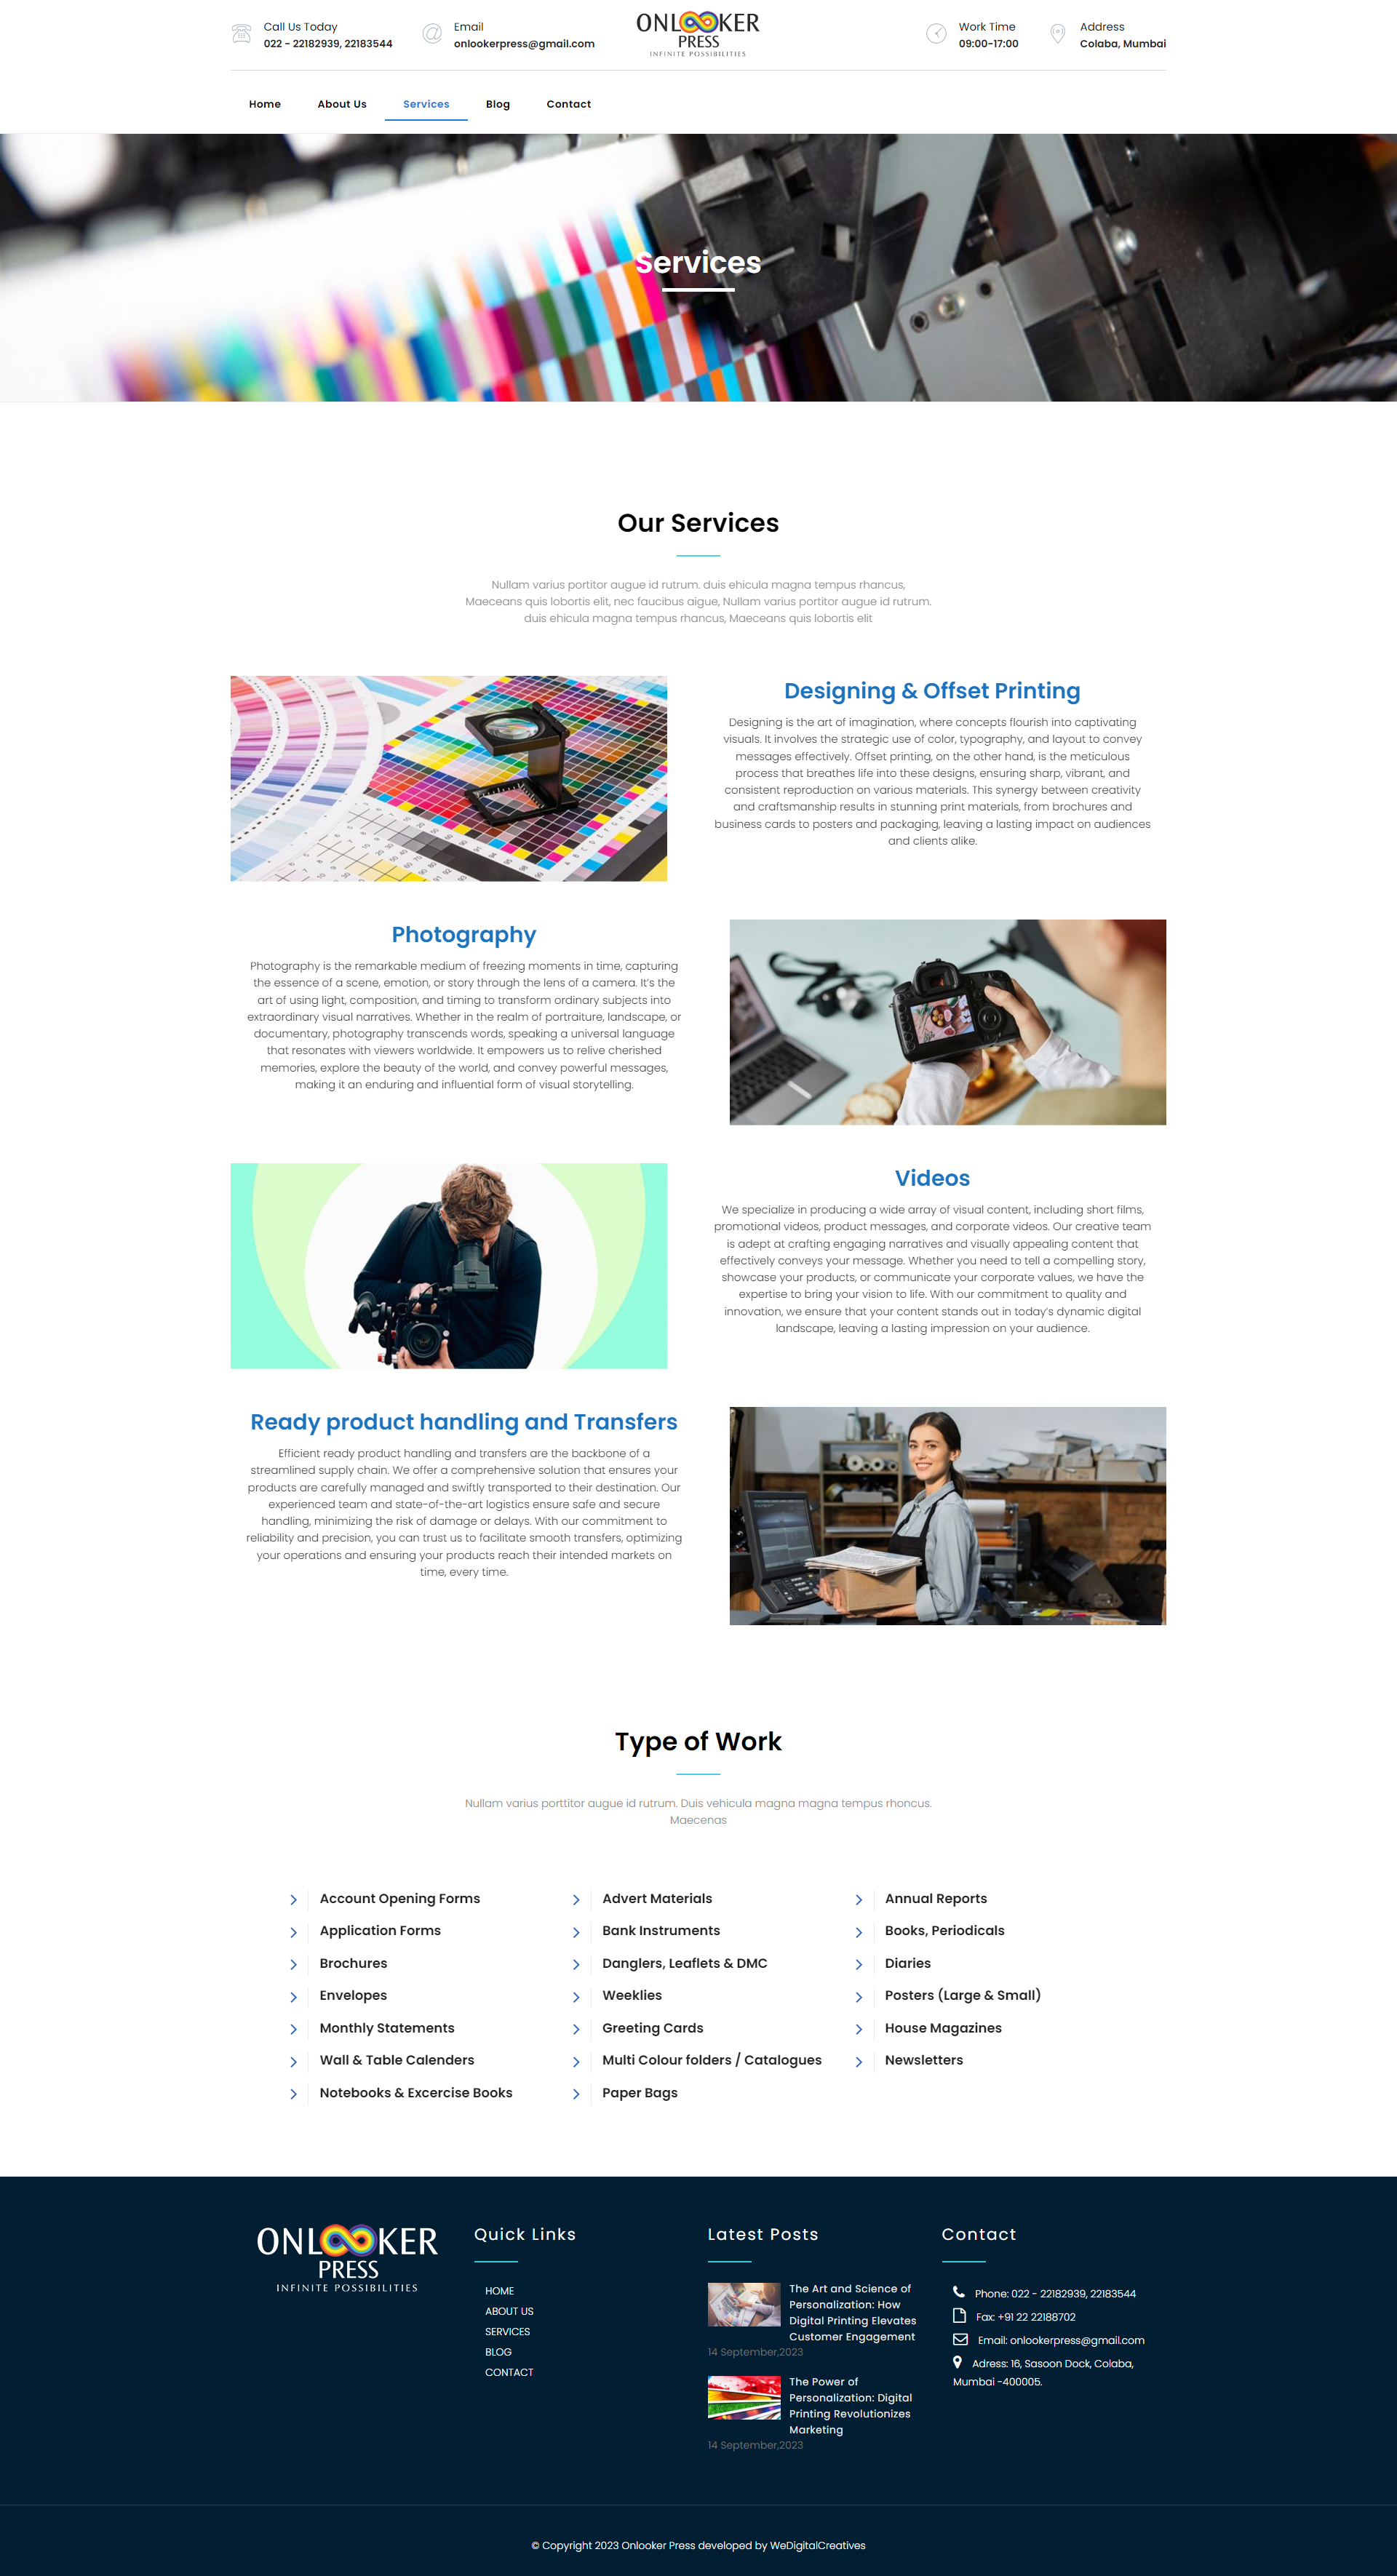 Call Us Today
022 - 22182939, 22183544
Email
onlookerpress@gmail.com
ONLOOKER
PRESS
INFINITE POSSIBILITIES
Work Time
09:00-17:00
Address
Colaba, Mumbai
Home
About Us
Services
Blog
Contact
Services
Our Services
Nullam varius portitor augue id rutrum. duis ehicula magna tempus rhancus,
Maeceans quis lobortis elit, nec faucibus aigue, Nullam varius portitor augue id rutrum.
duis ehicula magna tempus rhancus, Maeceans quis lobortis elit
Designing & Offset Printing
Designing is the art of imagination, where concepts flourish into captivating
visuals. It involves the strategic use of color, typography, and layout to convey
messages effectively. Offset printing, on the other hand, is the meticulous
process that breathes life into these designs, ensuring sharp, vibrant, and
consistent reproduction on various materials. This synergy between creativity
and craftsmanship results in stunning print materials, from brochures and
business cards to posters and packaging, leaving a lasting impact on audiences
and clients alike.
Photography
Photography is the remarkable medium of freezing moments in time, capturing
the essence of a scene, emotion, or story through the lens of a camera. It's the
art of using light, composition, and timing to transform ordinary subjects into
extraordinary visual narratives. Whether in the realm of portraiture, landscape, or
documentary, photography transcends words, speaking a universal language
that resonates with viewers worldwide. It empowers us to relive cherished
memories, explore the beauty of the world, and convey powerful messages,
making it an enduring and influential form of visual storytelling.
Videos
We specialize in producing a wide array of visual content, including short films,
promotional videos, product messages, and corporate videos. Our creative team
is adept at crafting engaging narratives and visually appealing content that
effectively conveys your message. Whether you need to tell a compelling story,
showcase your products, or communicate your corporate values, we have the
expertise to bring your vision to life. With our commitment to quality and
innovation, we ensure that your content stands out in today's dynamic digital
landscape, leaving a lasting impression on your audience.
Ready product handling and Transfers
Efficient ready product handling and transfers are the backbone of a
streamlined supply chain. We offer a comprehensive solution that ensures your
products are carefully managed and swiftly transported to their destination. Our
experienced team and state-of-the-art logistics ensure safe and secure
handling, minimizing the risk of damage or delays. With our commitment to
reliability and precision, you can trust us to facilitate smooth transfers, optimizing
your operations and ensuring your products reach their intended markets on
time, every time.
Type of Work
Nullam varius porttitor augue id rutrum. Duis vehicula magna magna tempus rhoncus.
Maecenas
Account Opening Forms
Advert Materials
Annual Reports
Application Forms
Bank Instruments
Books, Periodicals
Brochures
Danglers, Leaflets & DMC
Diaries
Envelopes
Weeklies
Posters (Large & Small)
Monthly Statements
Greeting Cards
House Magazines
Wall & Table Calenders
Multi Colour folders / Catalogues
Newsletters
Notebooks & Excercise Books
Paper Bags
ONLOOKER
PRESS
INFINITE POSSIBILITIES
Quick Links
HOME
ABOUT US
SERVICES
BLOG
CONTACT
Latest Posts
The Art and Science of
Personalization: How
Digital Printing Elevates
Customer Engagement
14 September,2023
The Power of
Personalization: Digital
Printing Revolutionizes
Marketing
14 September,2023
Contact
Phone: 022 - 22182939, 22183544
Fax: +91 22 22188702
Email: onlookerpress@gmail.com
Adress: 16, Sasoon Dock, Colaba,
Mumbai -400005.
© Copyright 2023 Onlooker Press developed by WeDigitalCreatives